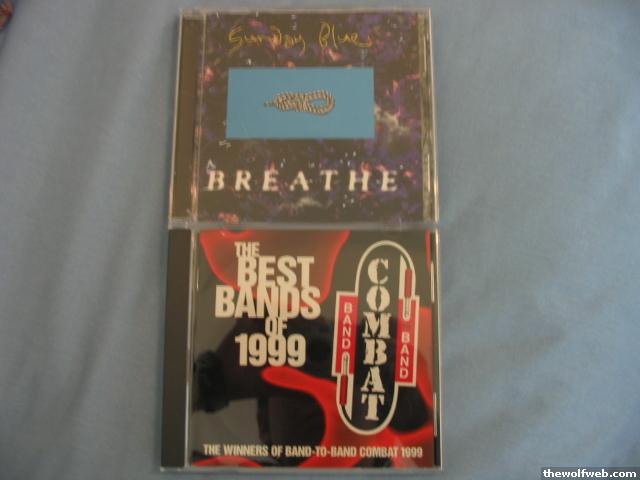 Sunday Blue
BREATHE
THE
BEST
BANDS
OF
1999
COMBAT
BAND
BAND
THE WINNERS OF BAND-TO-BAND COMBAT 1999
thewolfweb.com